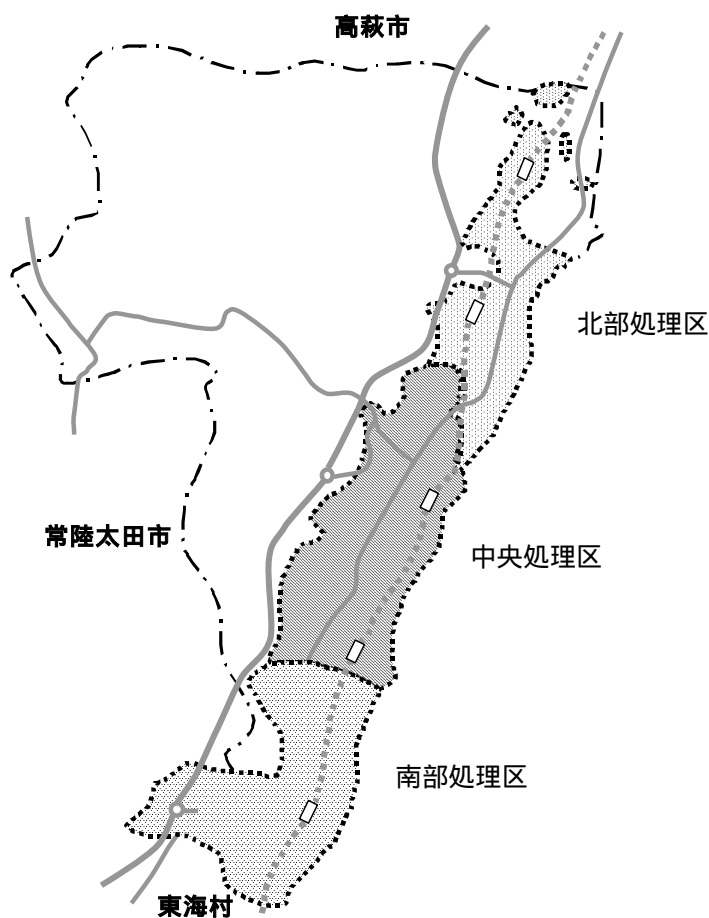 高萩市
北部処理区
常陸太田市
中央処理区
南部処理区
東海村